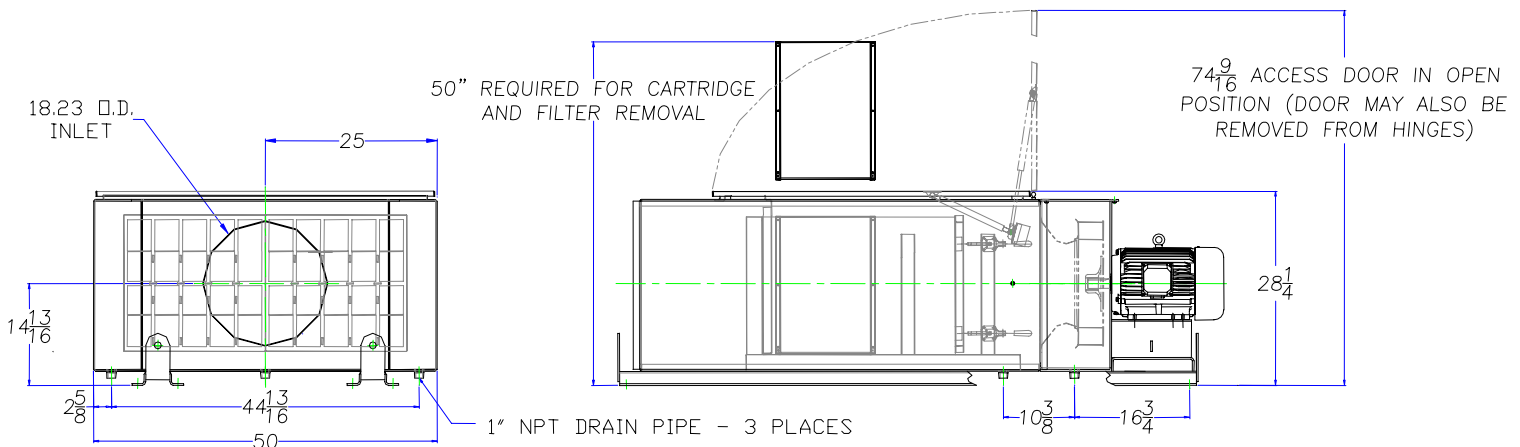 18.23 O.D.
INLET
25
14 13/16
2 5/8
44 13/16
50
1" NPT DRAIN PIPE - 3 PLACES
50" REQUIRED FOR CARTRIDGE
AND FILTER REMOVAL
74 9/16 ACCESS DOOR IN OPEN
POSITION (DOOR MAY ALSO BE
REMOVED FROM HINGES)
28 1/4
10 3/8
16 3/4